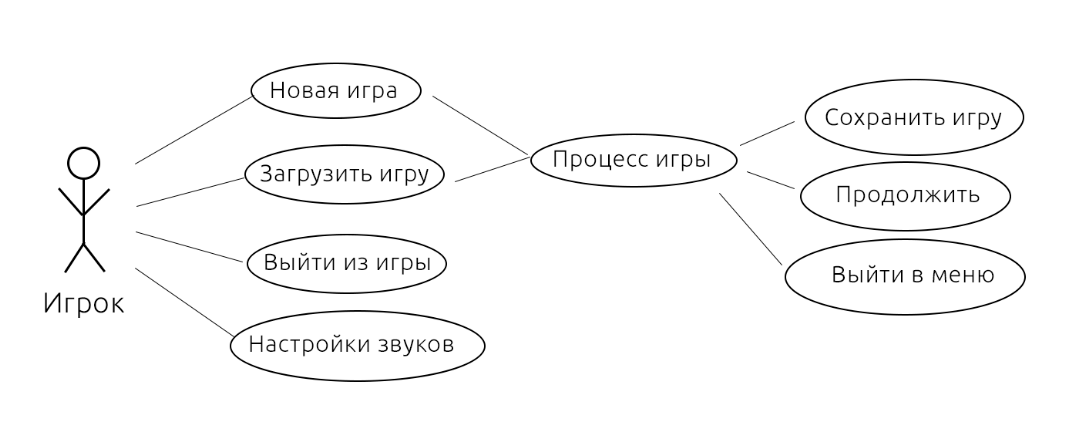 Новая игра
Загрузить игру
Выйти из игры
Настройки звуков
Игрок
Процесс игры
Сохранить игру
Продолжить
Выйти в меню